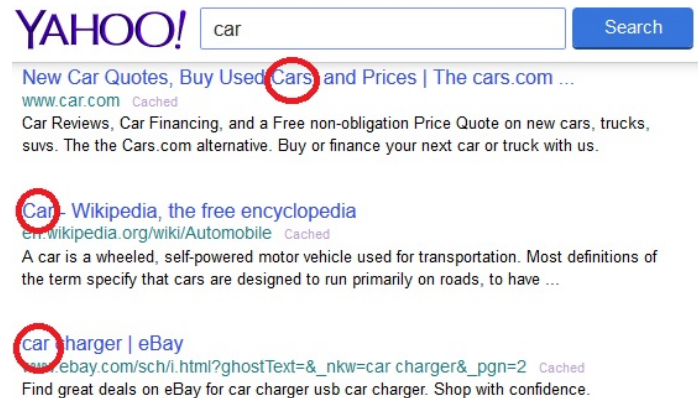 YAHOO! car Search
New Car Quotes, Buy Used Cars, and Prices | The cars.com ...
www.car.com Cached
Car Reviews, Car Financing, and a Free non-obligation Price Quote on new cars, trucks,
suvs. The the Cars.com alternative. Buy or finance your next car or truck with us.
Car - Wikipedia, the free encyclopedia
en.wikipedia.org/wiki/Automobile Cached
A car is a wheeled, self-powered motor vehicle used for transportation. Most definitions of
the term specify that cars are designed to run primarily on roads, to have ...
car charger | eBay
www.ebay.com/sch/i.html?ghostText=&_nkw=car charger&_pgn=2 Cached
Find great deals on eBay for car charger usb car charger. Shop with confidence.